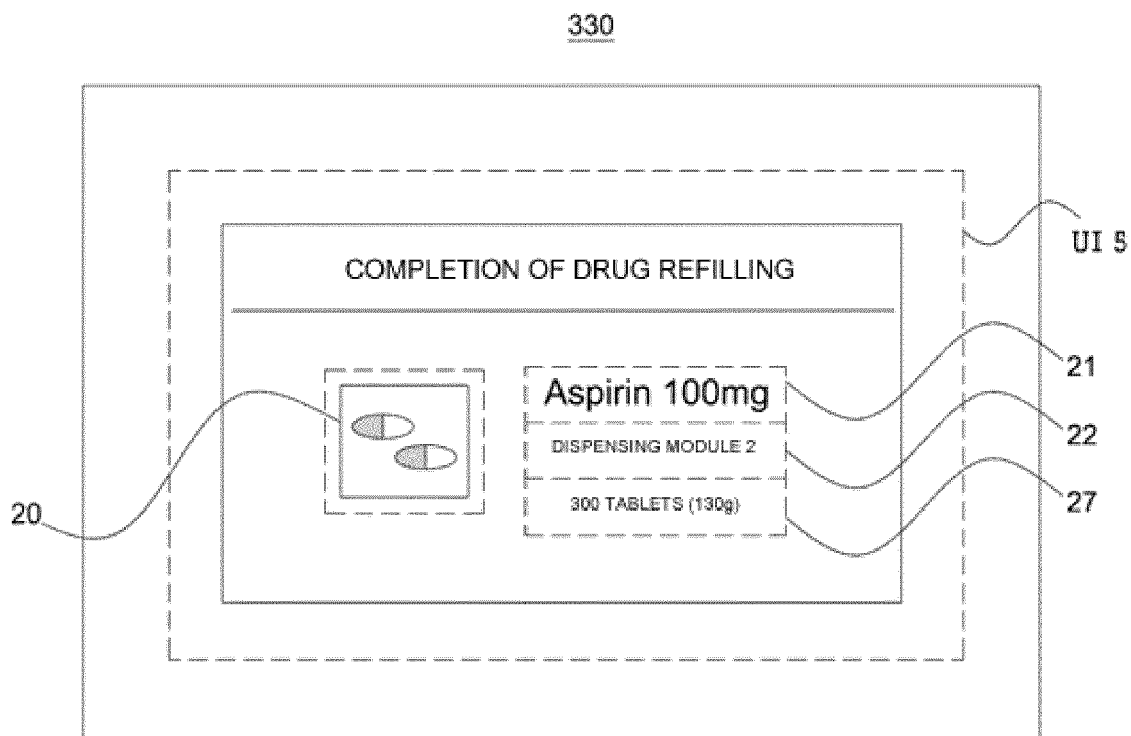 330
UI 5
COMPLETION OF DRUG REFILLING
21
Aspirin 100mg
22
DISPENSING MODULE 2
27
300 TABLETS (130g)
20